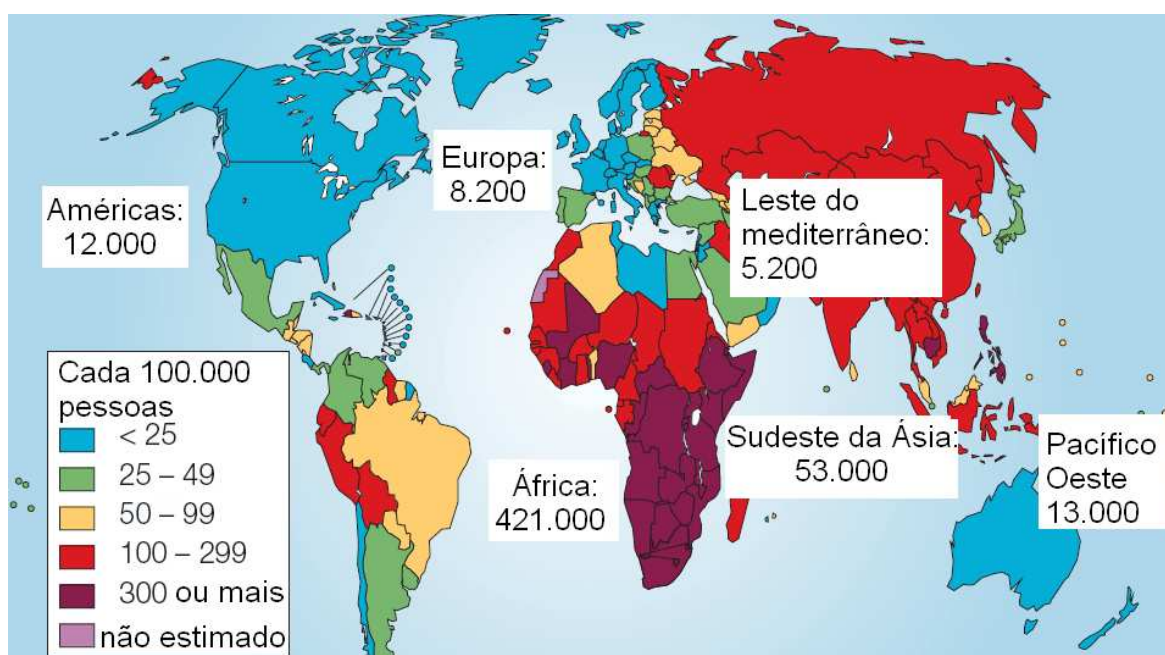 Europa:
8.200
Américas:
12.000
Leste do
mediterrâneo:
5.200
Cada 100.000
pessoas
< 25
25 – 49
50 – 99
100 – 299
300 ou mais
não estimado
África:
421.000
Sudeste da Ásia:
53.000
Pacífico
Oeste
13.000